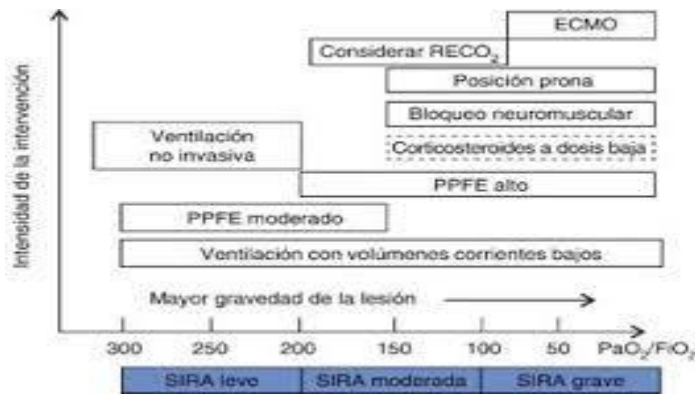 Intensidad de la intervención
ECMO
Considerar RECO₂
Posición prona
Bloqueo neuromuscular
Ventilación
no invasiva
Corticosteroides a dosis baja
PPFE alto
PPFE moderado
Ventilación con volúmenes corrientes bajos
Mayor gravedad de la lesión
300 250 200 150 100 50 PaO₂/FiO₂
SIRA leve SIRA moderada SIRA grave